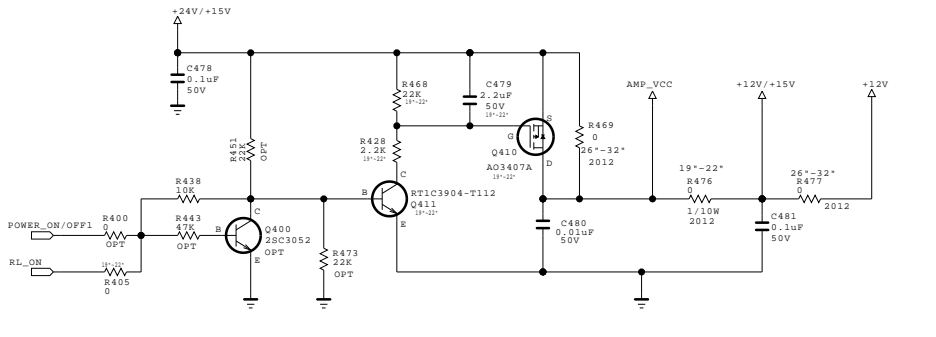 +24V/+15V
C478
0.1uF
50V
R451
22K
OPT
R468
22K
19"~22"
C479
2.2uF
50V
19"~22"
AMP_VCC
+12V/+15V
+12V
R428
2.2K
19"~22"
S
G
D
Q410
AO3407A
19"~22"
R469
0
26"~32"
2012
19"~22"
R476
0
1/10W
2012
26"~32"
R477
0
2012
R438
10K
B
C
E
RT1C3904-T112
Q411
19"~22"
POWER_ON/OFF1
R400
0
OPT
R443
47K
OPT
B
C
E
Q400
2SC3052
OPT
R473
22K
OPT
C480
0.01uF
50V
C481
0.1uF
50V
RL_ON
19"~22"
R405
0